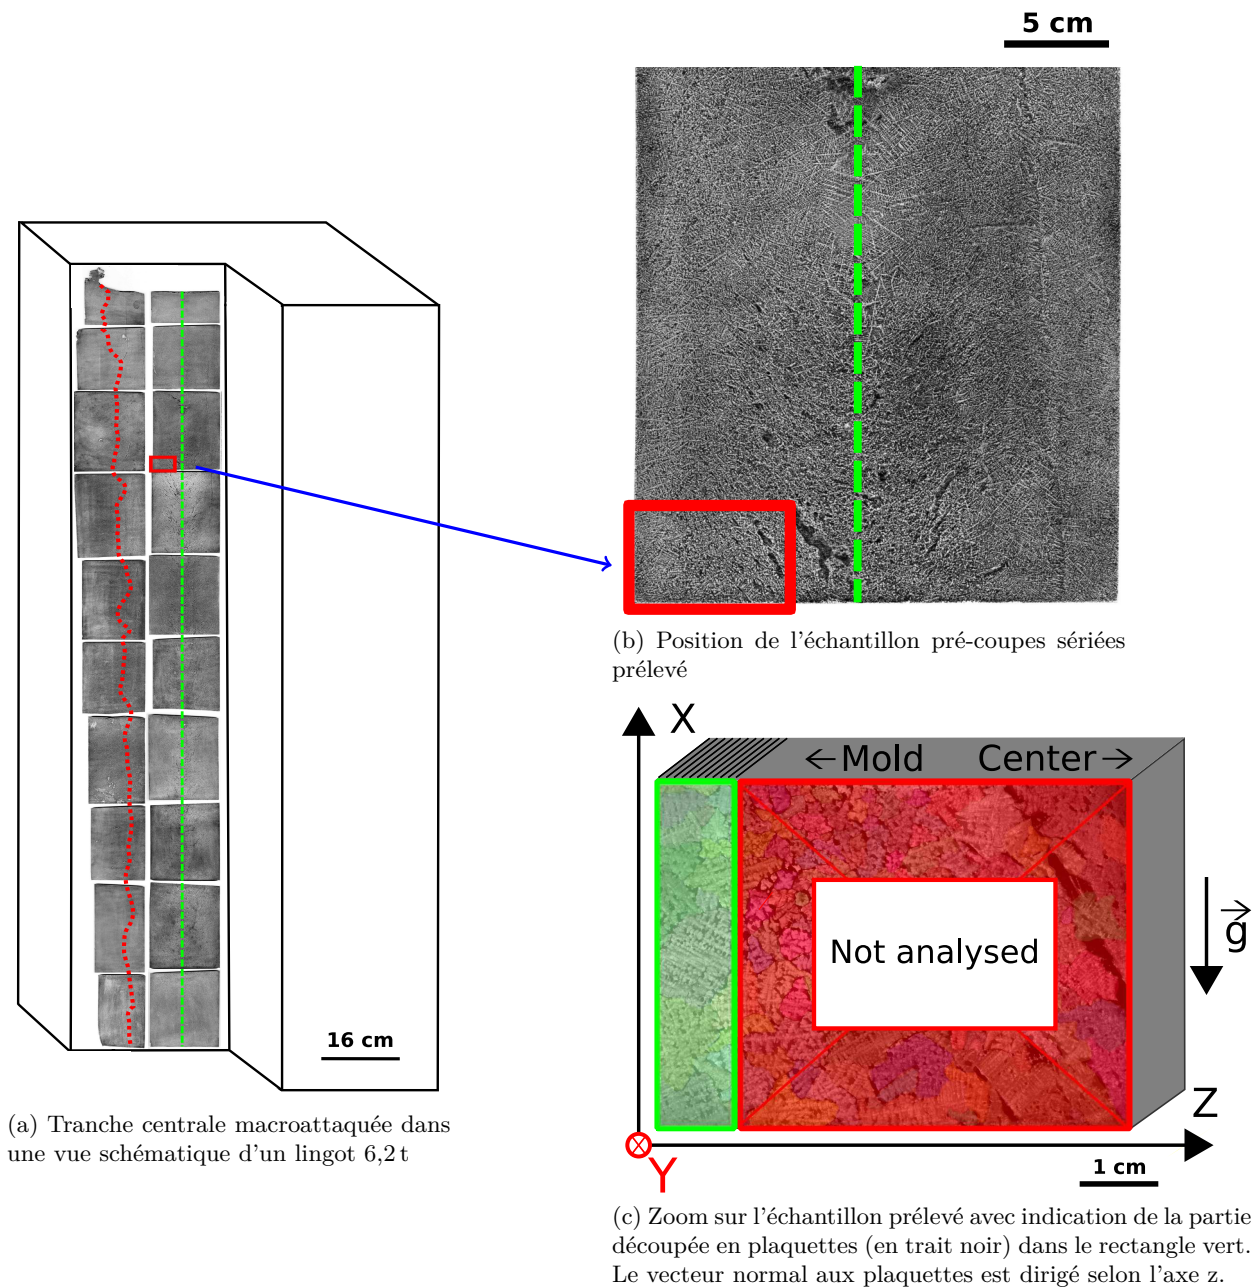 5 cm
16 cm
(a) Tranche centrale macroattaquée dans
une vue schématique d'un lingot 6,2 t
(b) Position de l'échantillon pré-coupes sériées
prélevé
X
←Mold Center→
Not analysed
g
Z
Y
1 cm
(c) Zoom sur l'échantillon prélevé avec indication de la partie
découpée en plaquettes (en trait noir) dans le rectangle vert.
Le vecteur normal aux plaquettes est dirigé selon l'axe z.